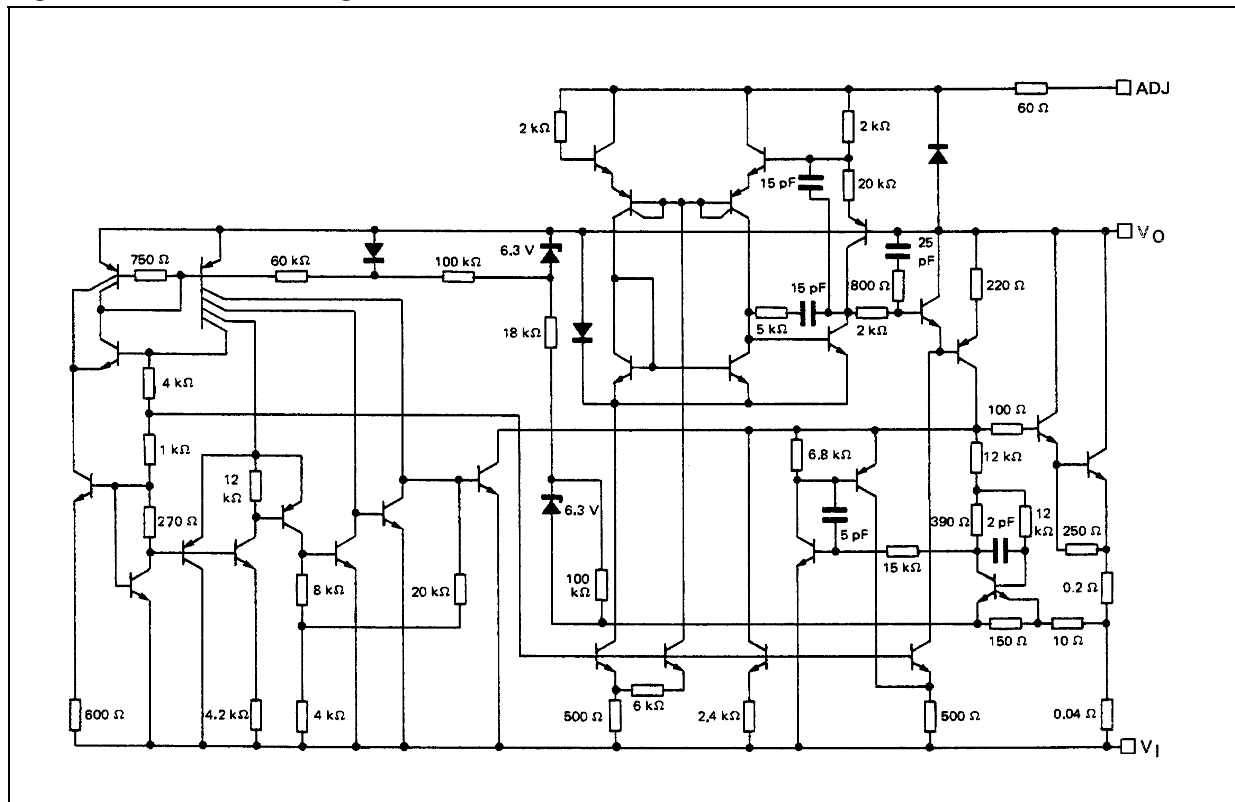 ADJ
60 Ω
2 kΩ
2 kΩ
15 pF
20 kΩ
VO
6.3 V
25 pF
750 Ω
60 kΩ
100 kΩ
15 pF
800 Ω
220 Ω
18 kΩ
5 kΩ
2 kΩ
4 kΩ
100 Ω
1 kΩ
6.8 kΩ
12 kΩ
12 kΩ
6.3 V
270 Ω
5 pF
390 Ω
2 pF
12 kΩ
250 Ω
15 kΩ
8 kΩ
20 kΩ
100 kΩ
0.2 Ω
150 Ω
10 Ω
6 kΩ
600 Ω
4.2 kΩ
4 kΩ
500 Ω
2,4 kΩ
500 Ω
0.04 Ω
VI